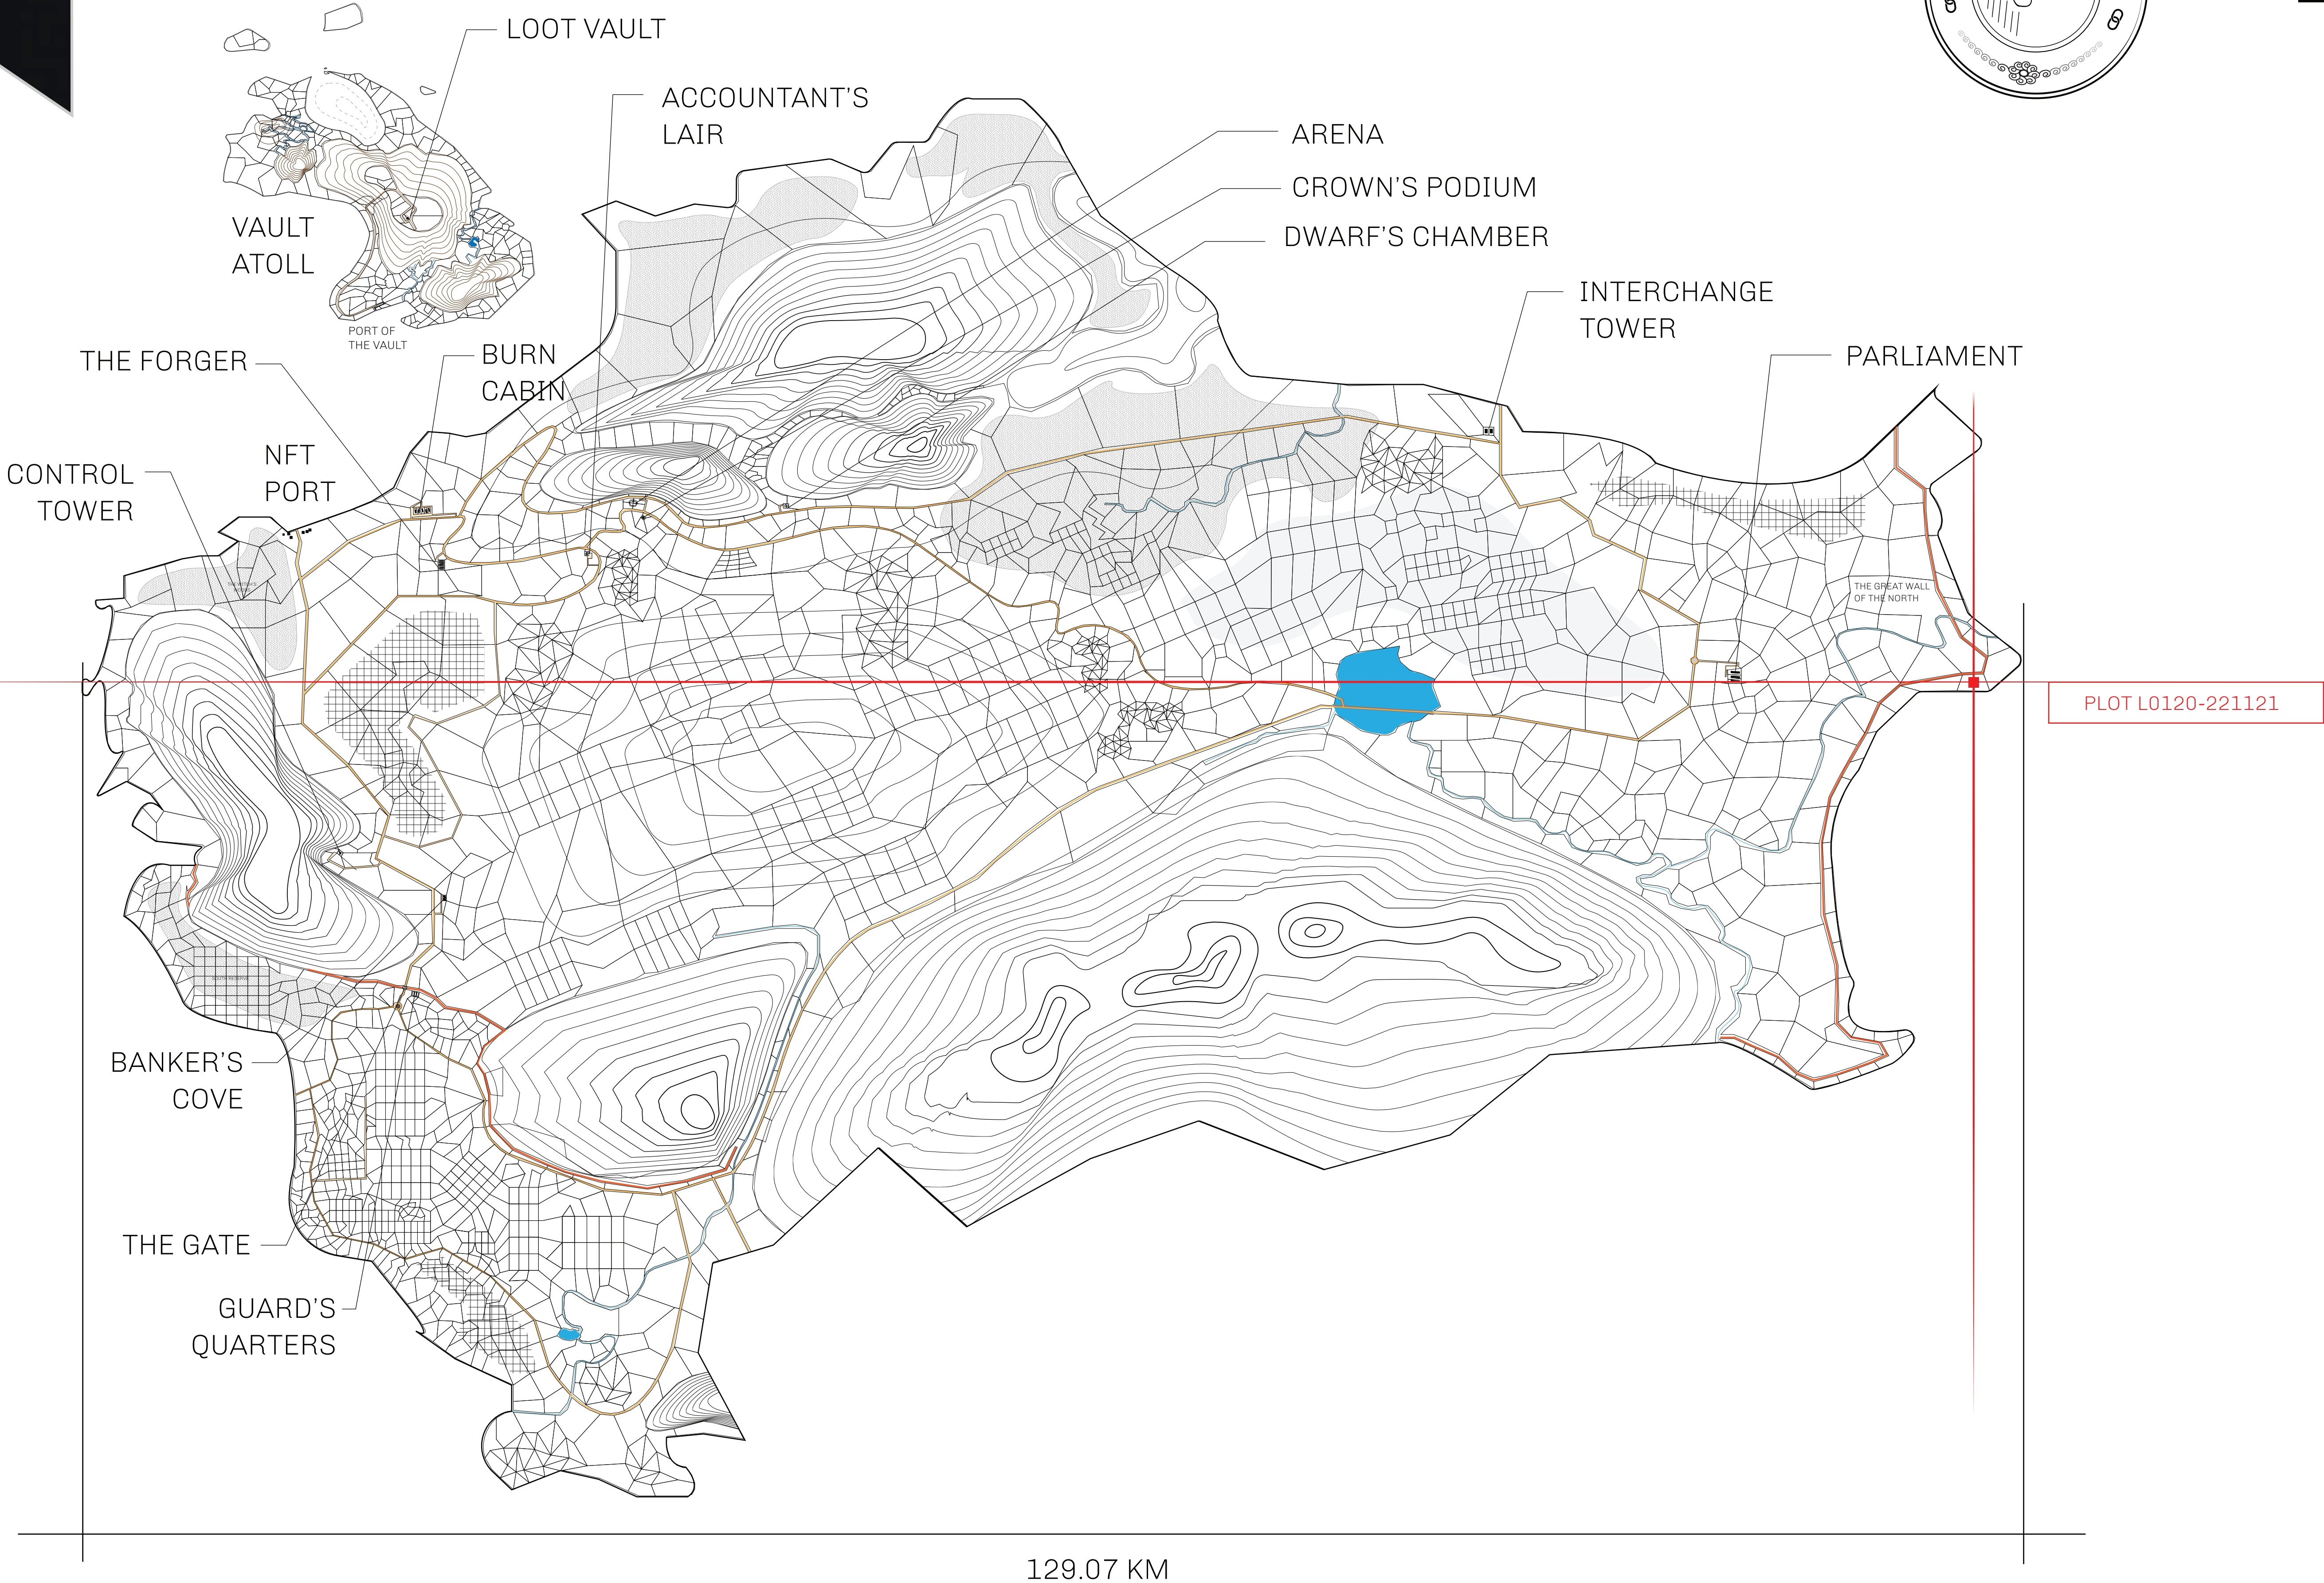 LOOT VAULT
ACCOUNTANT'S
LAIR
ARENA
CROWN'S PODIUM
DWARF'S CHAMBER
VAULT
ATOLL
INTERCHANGE
TOWER
PORT OF
THE VAULT
THE FORGER
BURN
CABIN
PARLIAMENT
NFT
PORT
CONTROL
TOWER
THE GREAT WALL
OF THE NORTH
PLOT L0120-221121
SOUTH RESERVE
BANKER'S
COVE
THE GATE
GUARD'S
QUARTERS
129.07 KM